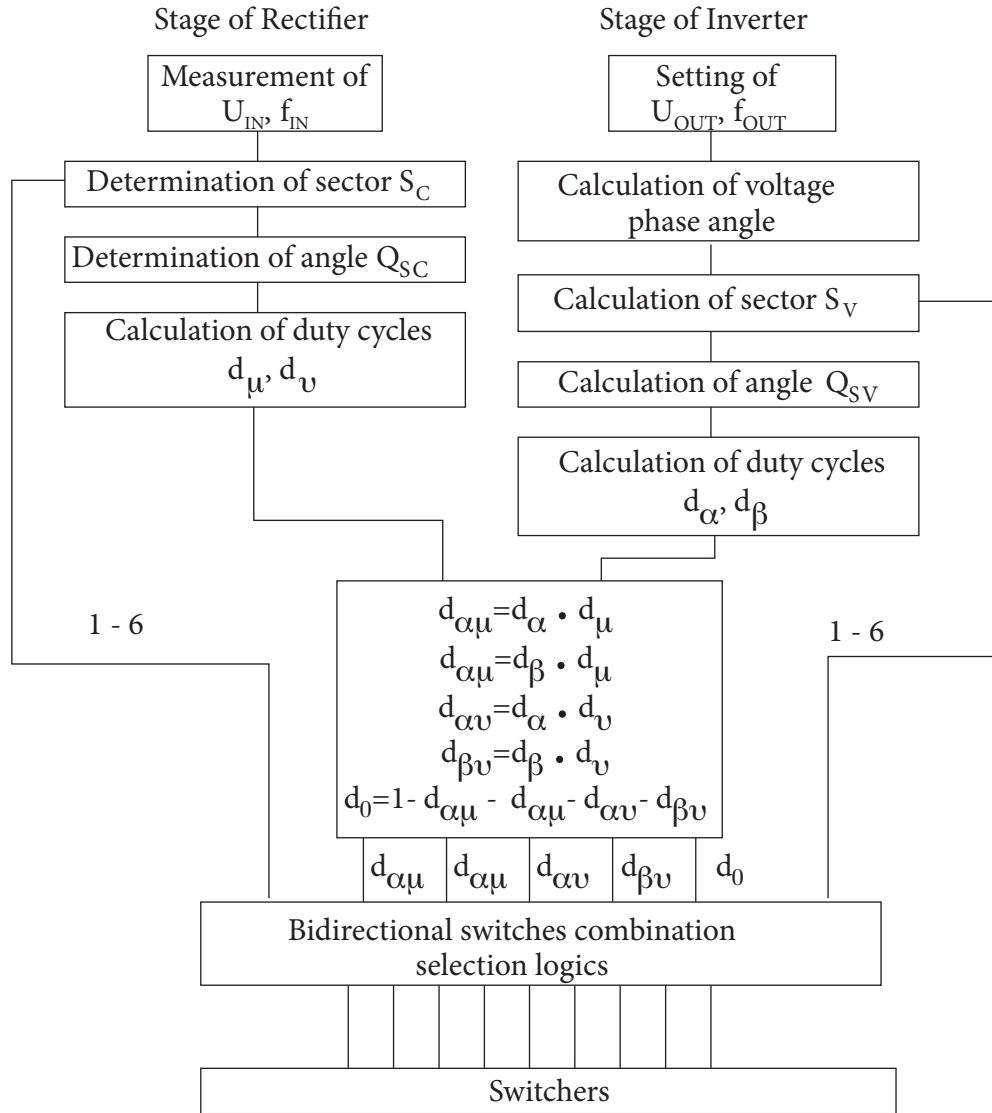 Stage of Rectifier
Stage of Inverter
Measurement of
U_IN, f_IN
Setting of
U_OUT, f_OUT
Determination of sector S_C
Calculation of voltage
phase angle
Determination of angle Q_SC
Calculation of sector S_V
Calculation of duty cycles
d_μ, d_υ
Calculation of angle Q_SV
Calculation of duty cycles
d_α, d_β
1 - 6
1 - 6
d_αμ=d_α · d_μ
d_αμ=d_β · d_μ
d_αυ=d_α · d_υ
d_βυ=d_β · d_υ
d_0=1- d_αμ - d_αμ- d_αυ- d_βυ
d_αμ d_αμ d_αυ d_βυ d_0
Bidirectional switches combination
selection logics
Switchers